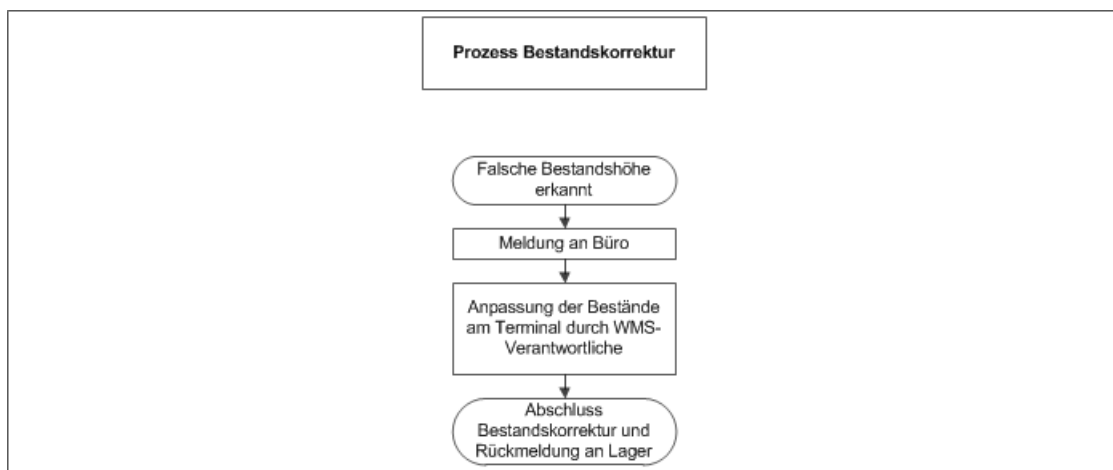 Prozess Bestandskorrektur
Falsche Bestandshöhe
erkannt
Meldung an Büro
Anpassung der Bestände
am Terminal durch WMS-
Verantwortliche
Abschluss
Bestandskorrektur und
Rückmeldung an Lager